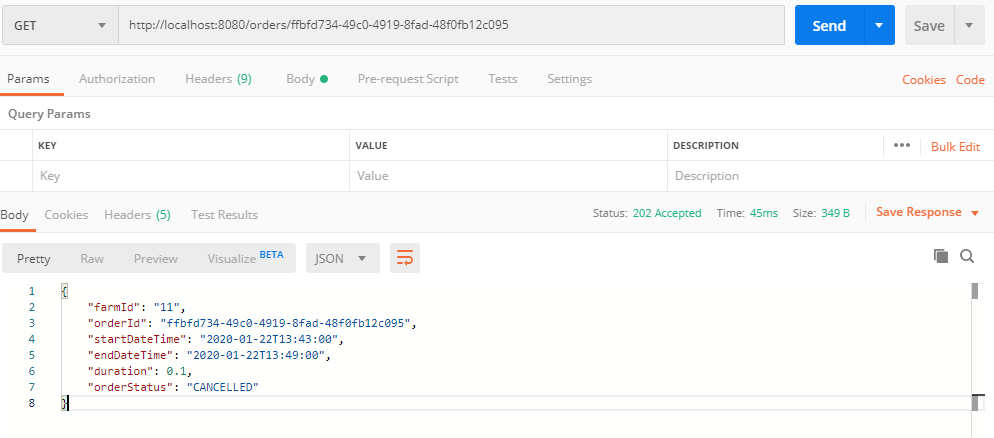 GET http://localhost:8080/orders/ffbfd734-49c0-4919-8fad-48f0fb12c095 Send Save
Params Authorization Headers (9) Body Pre-request Script Tests Settings Cookies Code
Query Params
KEY VALUE DESCRIPTION ••• Bulk Edit
Key Value Description
Body Cookies Headers (5) Test Results Status: 202 Accepted Time: 45ms Size: 349 B Save Response
Pretty Raw Preview Visualize BETA JSON
1 {
2 "farmId": "11",
3 "orderId": "ffbfd734-49c0-4919-8fad-48f0fb12c095",
4 "startDateTime": "2020-01-22T13:43:00",
5 "endDateTime": "2020-01-22T13:49:00",
6 "duration": 0.1,
7 "orderStatus": "CANCELLED"
8 }